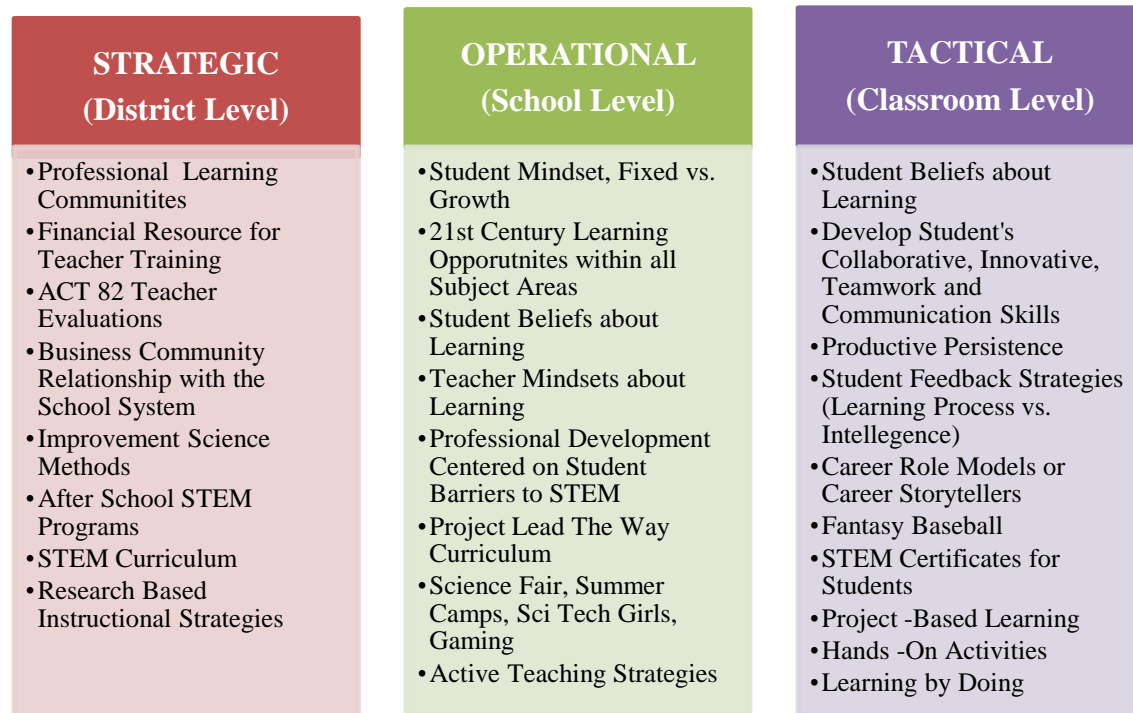 STRATEGIC
(District Level)
•Professional Learning
Communitites
•Financial Resource for
Teacher Training
•ACT 82 Teacher
Evaluations
•Business Community
Relationship with the
School System
•Improvement Science
Methods
•After School STEM
Programs
•STEM Curriculum
•Research Based
Instructional Strategies
OPERATIONAL
(School Level)
•Student Mindset, Fixed vs.
Growth
•21st Century Learning
Opporutnites within all
Subject Areas
•Student Beliefs about
Learning
•Teacher Mindsets about
Learning
•Professional Development
Centered on Student
Barriers to STEM
•Project Lead The Way
Curriculum
•Science Fair, Summer
Camps, Sci Tech Girls,
Gaming
•Active Teaching Strategies
TACTICAL
(Classroom Level)
•Student Beliefs about
Learning
•Develop Student's
Collaborative, Innovative,
Teamwork and
Communication Skills
•Productive Persistence
•Student Feedback Strategies
(Learning Process vs.
Intellegence)
•Career Role Models or
Career Storytellers
•Fantasy Baseball
•STEM Certificates for
Students
•Project -Based Learning
•Hands -On Activities
•Learning by Doing